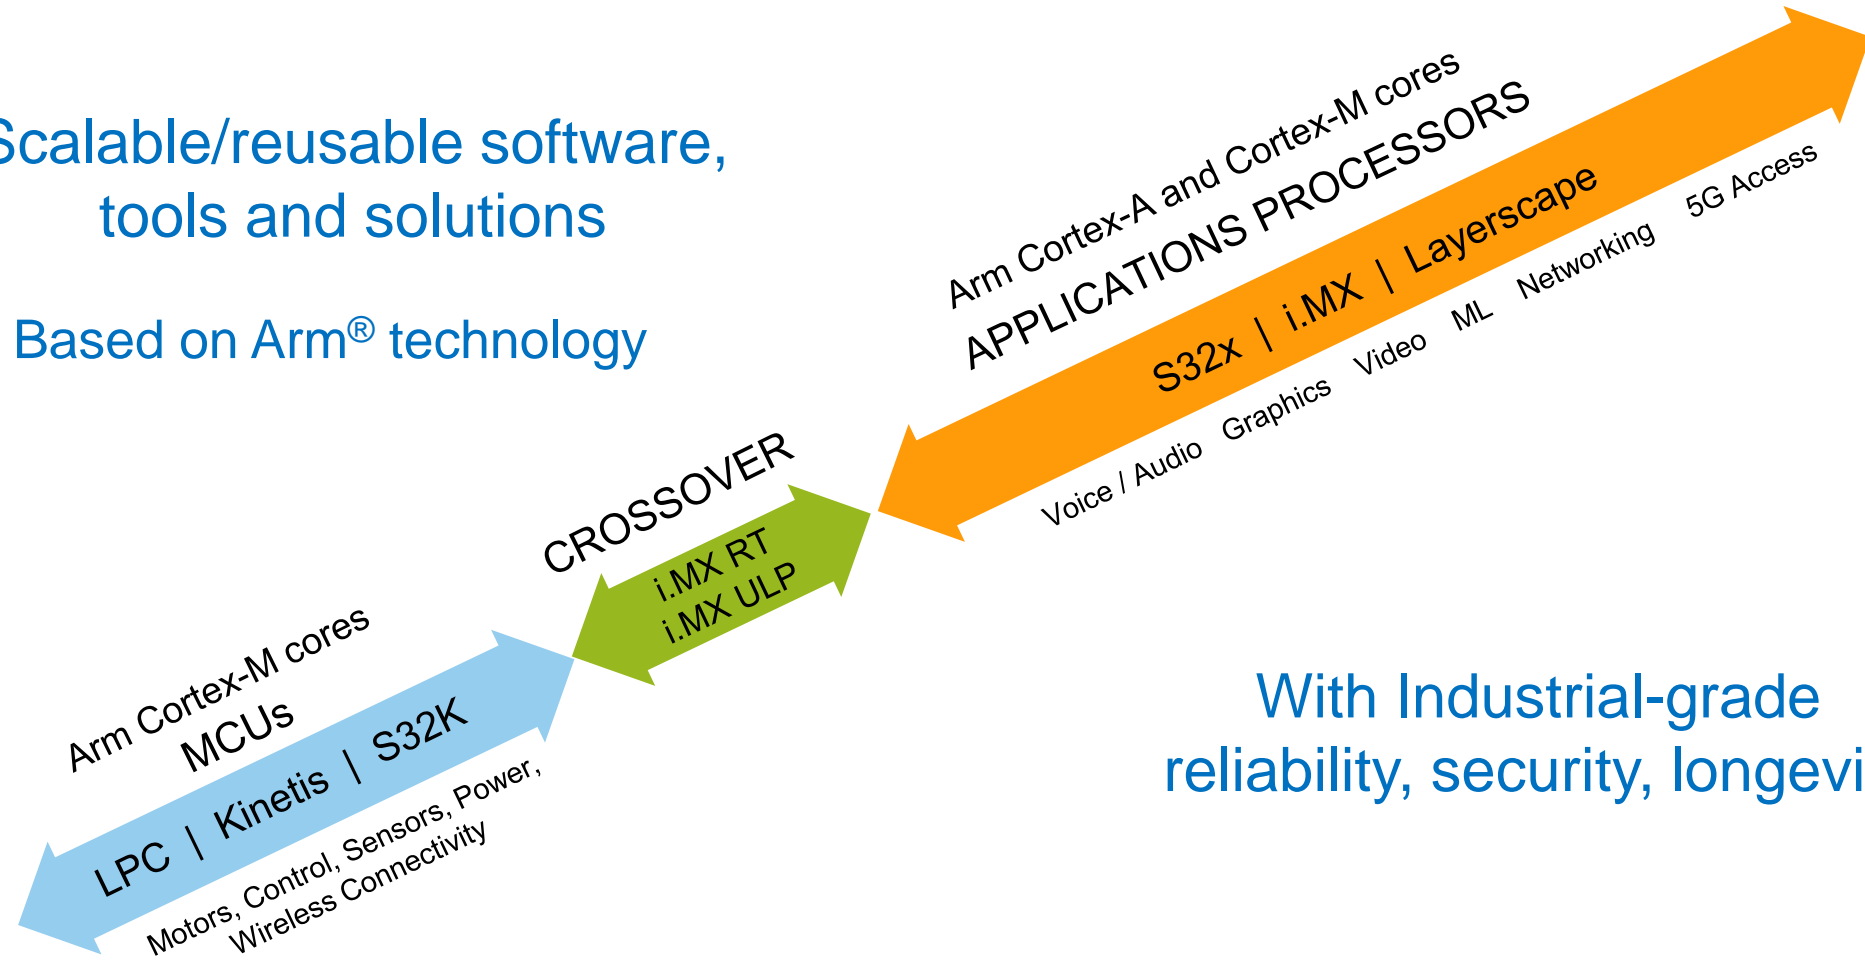 Scalable/reusable software,
tools and solutions
Based on Arm® technology
Arm Cortex-A and Cortex-M cores
APPLICATIONS PROCESSORS
S32x | i.MX | Layerscape
Voice / Audio Graphics Video ML Networking 5G Access
CROSSOVER
i.MX RT
i.MX ULP
Arm Cortex-M cores
MCUs
LPC | Kinetis | S32K
Motors, Control, Sensors, Power,
Wireless Connectivity
With Industrial-grade
reliability, security, longevi